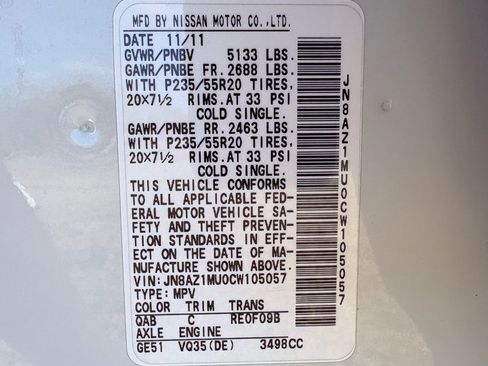 MFD BY NISSAN MOTOR CO.,LTD.
DATE 11/11
GVWR/PNBV 5133 LBS.
GAWR/PNBE FR. 2688 LBS.
WITH P235/55R20 TIRES,
20×7½ RIMS.AT 33 PSI
COLD SINGLE.
GAWR/PNBE RR. 2463 LBS.
WITH P235/55R20 TIRES,
20×7½ RIMS.AT 33 PSI
COLD SINGLE.
THIS VEHICLE CONFORMS
TO ALL APPLICABLE FED-
ERAL MOTOR VEHICLE SA-
FETY AND THEFT PREVEN-
TION STANDARDS IN EFF-
ECT ON THE DATE OF MA-
NUFACTURE SHOWN ABOVE.
VIN: JN8AZ1MU0CW105057
TYPE: MPV
COLOR TRIM TRANS
QAB C RE0F09B
AXLE ENGINE
GE51 VQ35(DE) 3498CC
JN8AZ1MU0CW105057